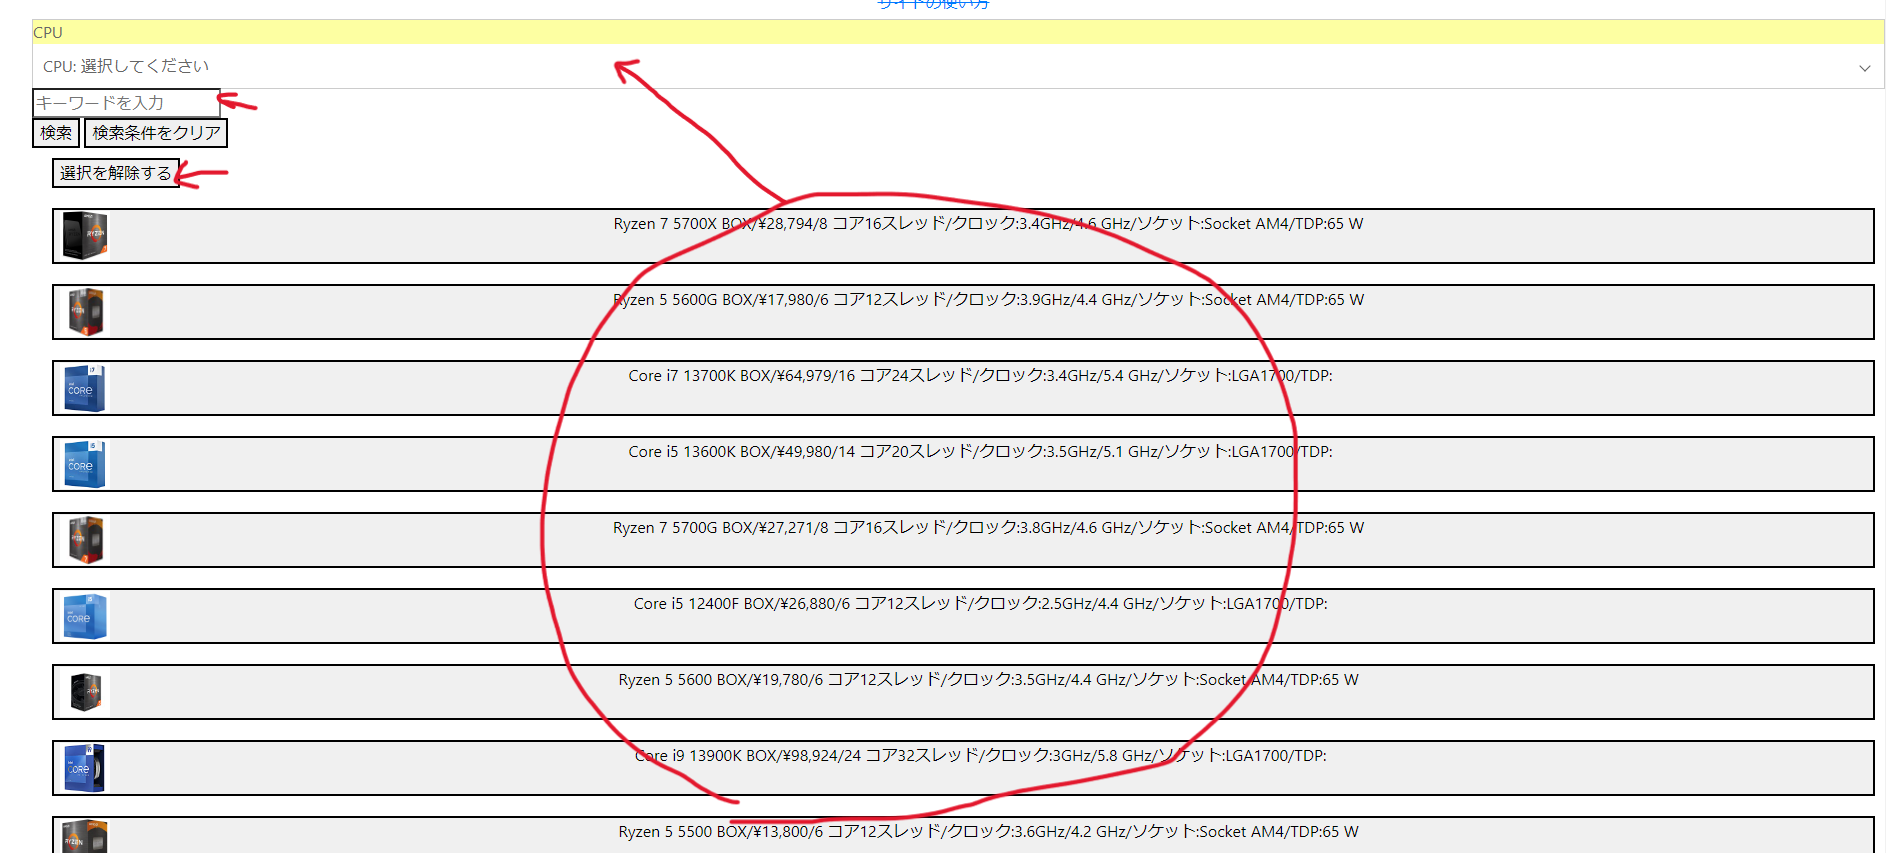 サイトの使い方
CPU
CPU: 選択してください
キーワードを入力
検索 検索条件をクリア
選択を解除する
Ryzen 7 5700X BOX/¥28,794/8 コア16スレッド/クロック:3.4GHz/4.6 GHz/ソケット:Socket AM4/TDP:65 W
Ryzen 5 5600G BOX/¥17,980/6 コア12スレッド/クロック:3.9GHz/4.4 GHz/ソケット:Socket AM4/TDP:65 W
Core i7 13700K BOX/¥64,979/16 コア24スレッド/クロック:3.4GHz/5.4 GHz/ソケット:LGA1700/TDP:
Core i5 13600K BOX/¥49,980/14 コア20スレッド/クロック:3.5GHz/5.1 GHz/ソケット:LGA1700/TDP:
Ryzen 7 5700G BOX/¥27,271/8 コア16スレッド/クロック:3.8GHz/4.6 GHz/ソケット:Socket AM4/TDP:65 W
Core i5 12400F BOX/¥26,880/6 コア12スレッド/クロック:2.5GHz/4.4 GHz/ソケット:LGA1700/TDP:
Ryzen 5 5600 BOX/¥19,780/6 コア12スレッド/クロック:3.5GHz/4.4 GHz/ソケット:Socket AM4/TDP:65 W
Core i9 13900K BOX/¥98,924/24 コア32スレッド/クロック:3GHz/5.8 GHz/ソケット:LGA1700/TDP:
Ryzen 5 5500 BOX/¥13,800/6 コア12スレッド/クロック:3.6GHz/4.2 GHz/ソケット:Socket AM4/TDP:65 W